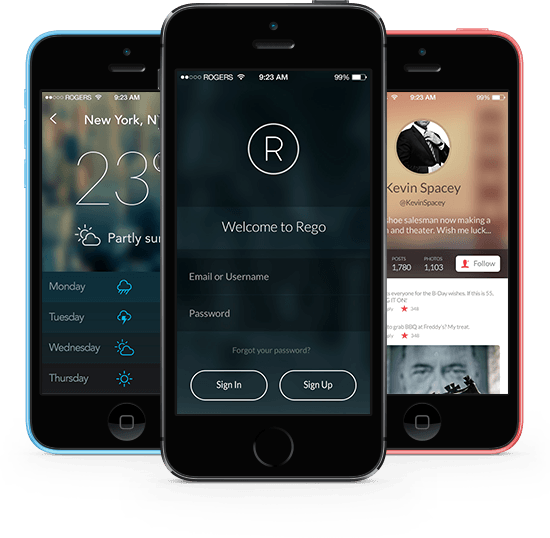 ROGERS
9:23 AM
New York, N
23°
Partly su
Monday
Tuesday
Wednesday
Thursday
ROGERS
9:23 AM
99%
R
Welcome to Rego
Email or Username
Password
Forgot your password?
Sign In
Sign Up
9:23 AM
99%
Kevin Spacey
@KevinSpacey
shoe salesman now making a
and theater. Wish me luck...
POSTS
1,780
PHOTOS
1,103
Follow
everyone for the B-Day wishes. If this is 55,
G IT ON!
348
to grab BBQ at Freddy's? My treat.
348